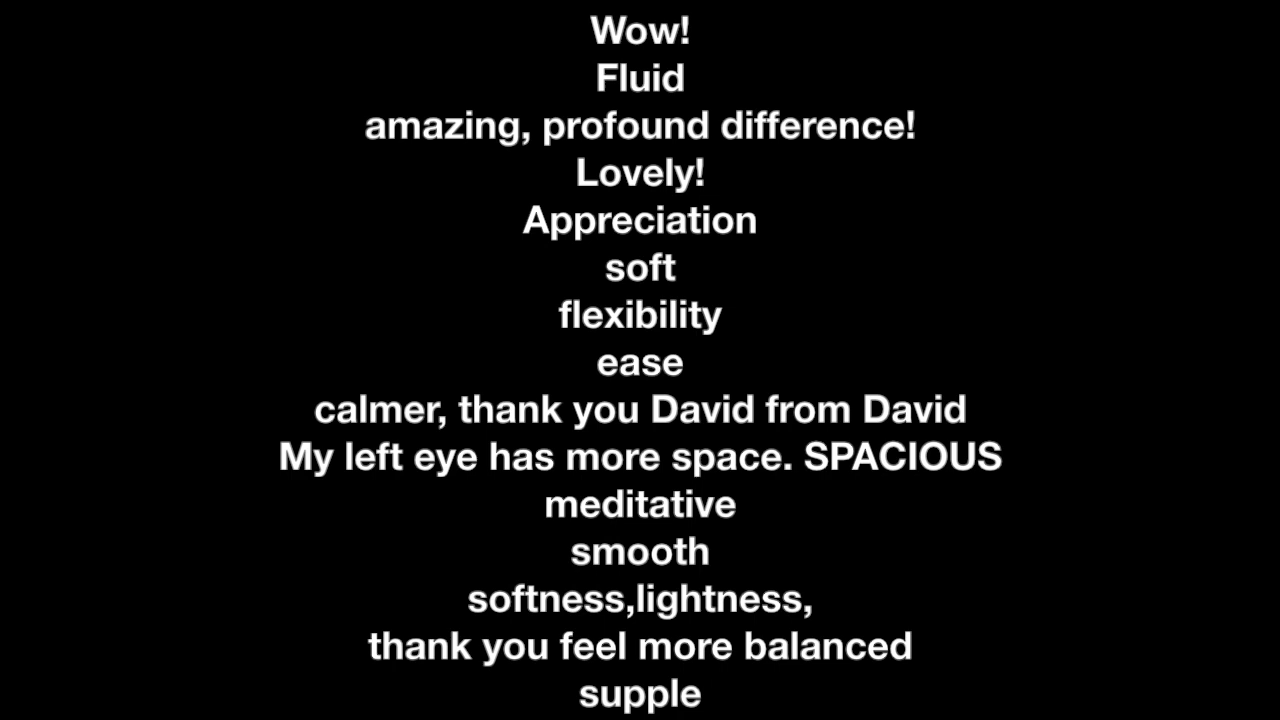 Wow!
Fluid
amazing, profound difference!
Lovely!
Appreciation
soft
flexibility
ease
calmer, thank you David from David
My left eye has more space. SPACIOUS
meditative
smooth
softness,lightness,
thank you feel more balanced
supple